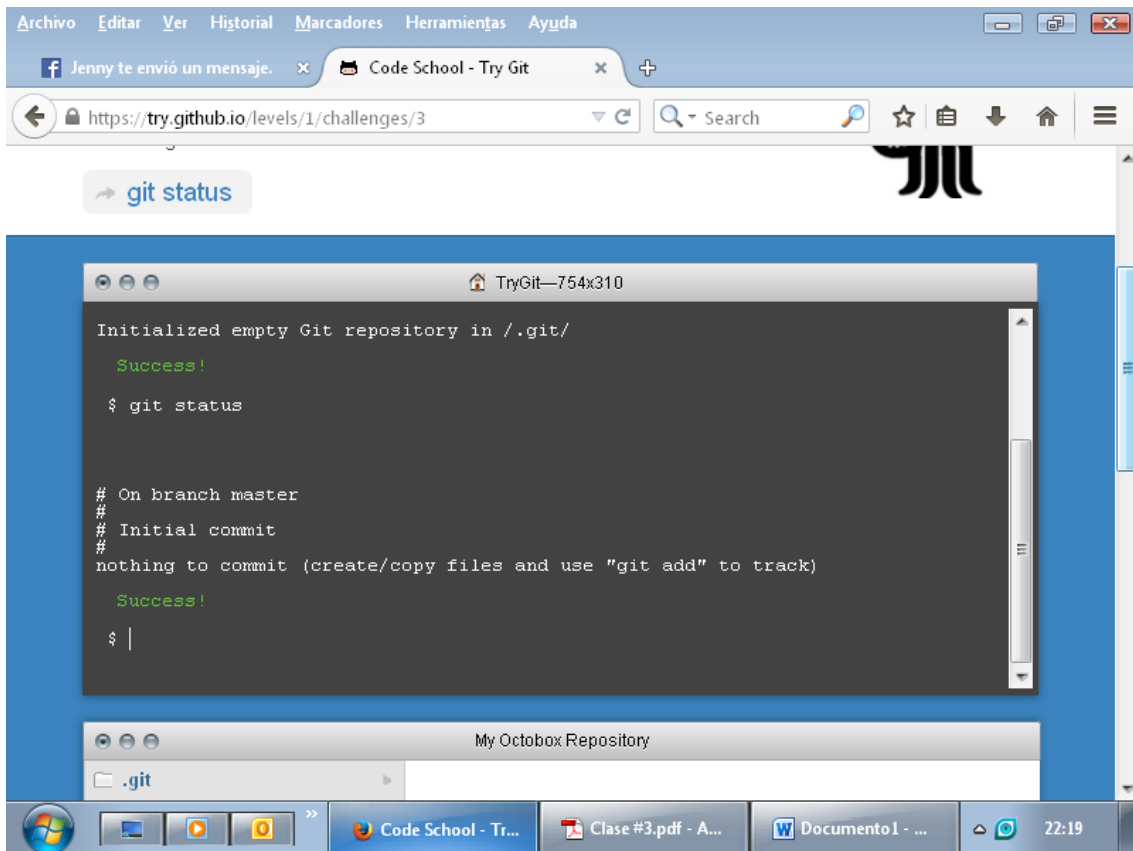 Archivo Editar Ver Historial Marcadores Herramientas Ayuda
Jenny te envió un mensaje.
Code School - Try Git
https://try.github.io/levels/1/challenges/3
Search
git
git status
TryGit—754x310
Initialized empty Git repository in /.git/
Success!
$ git status
# On branch master
#
# Initial commit
#
nothing to commit (create/copy files and use "git add" to track)
Success!
$
My Octobox Repository
.git
Code School - Tr...
Clase #3.pdf - A...
Documento1 - ...
22:19